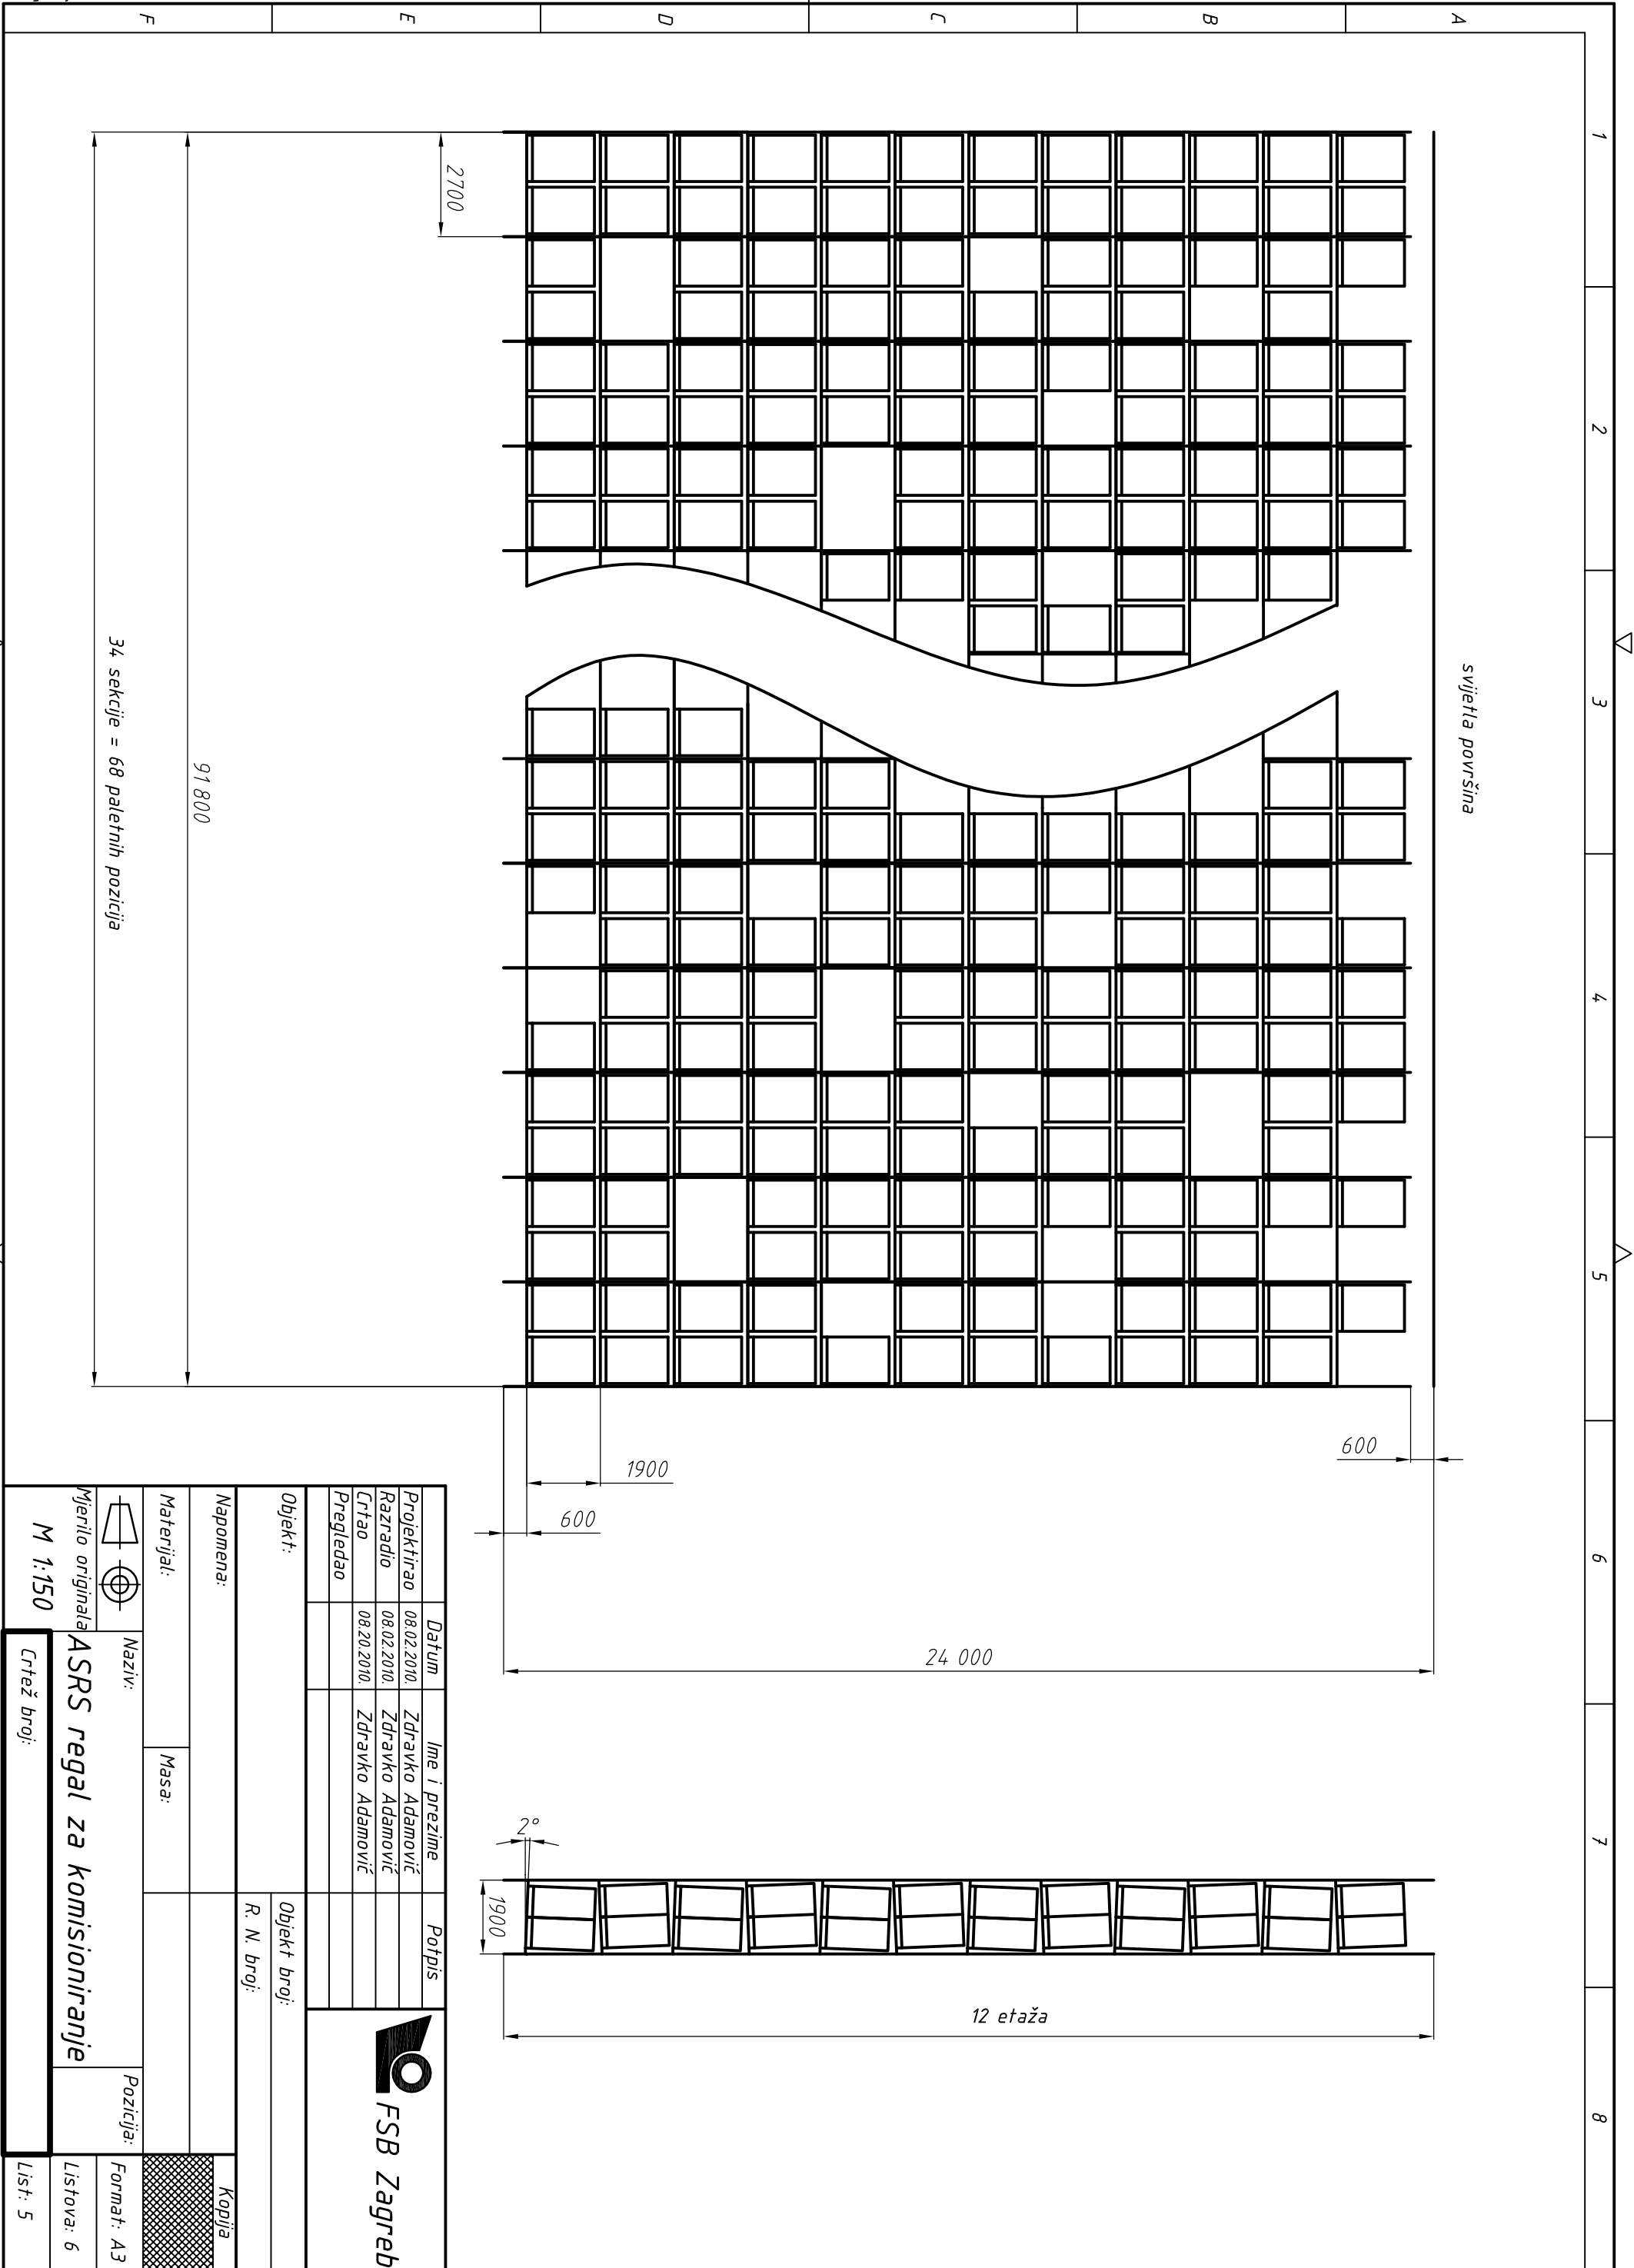 1
2
3
4
5
6
7
8
A
B
C
D
E
F
svijetla površina
2700
91 800
34 sekcije = 68 paletnih pozicija
600
1900
600
24 000
2°
1900
12 etaža
Datum
Ime i prezime
Potpis
Projektirao
08.02.2010.
Zdravko Adamović
Razradio
08.02.2010.
Zdravko Adamović
Crtao
08.20.2010.
Zdravko Adamović
Pregledao
FSB Zagreb
Objekt:
Objekt broj:
R. N. broj:
Napomena:
Kopija
Materijal:
Masa:
Naziv:
ASRS regal za komisioniranje
Pozicija:
Format: A3
Mjerilo originala
M 1:150
Listova: 6
Crtež broj:
List: 5